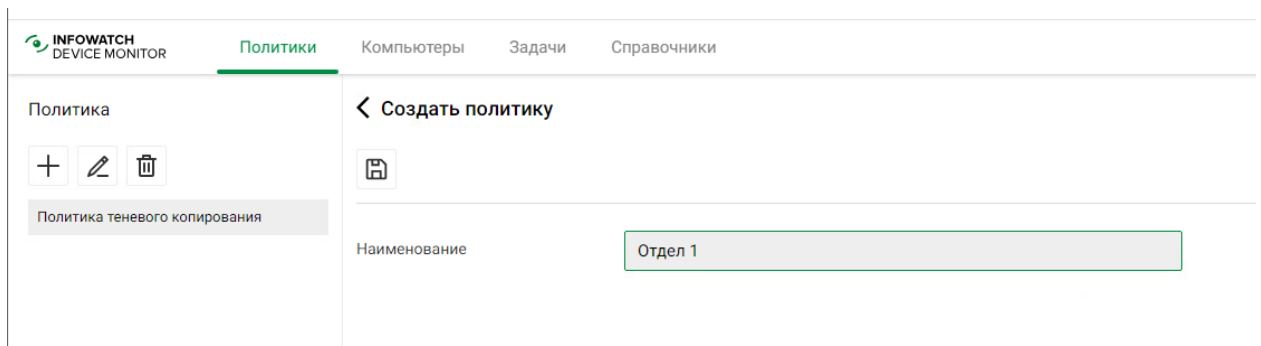 INFOWATCH
DEVICE MONITOR
Политики Компьютеры Задачи Справочники
Политика
Создать политику
Политика теневого копирования
Наименование Отдел 1